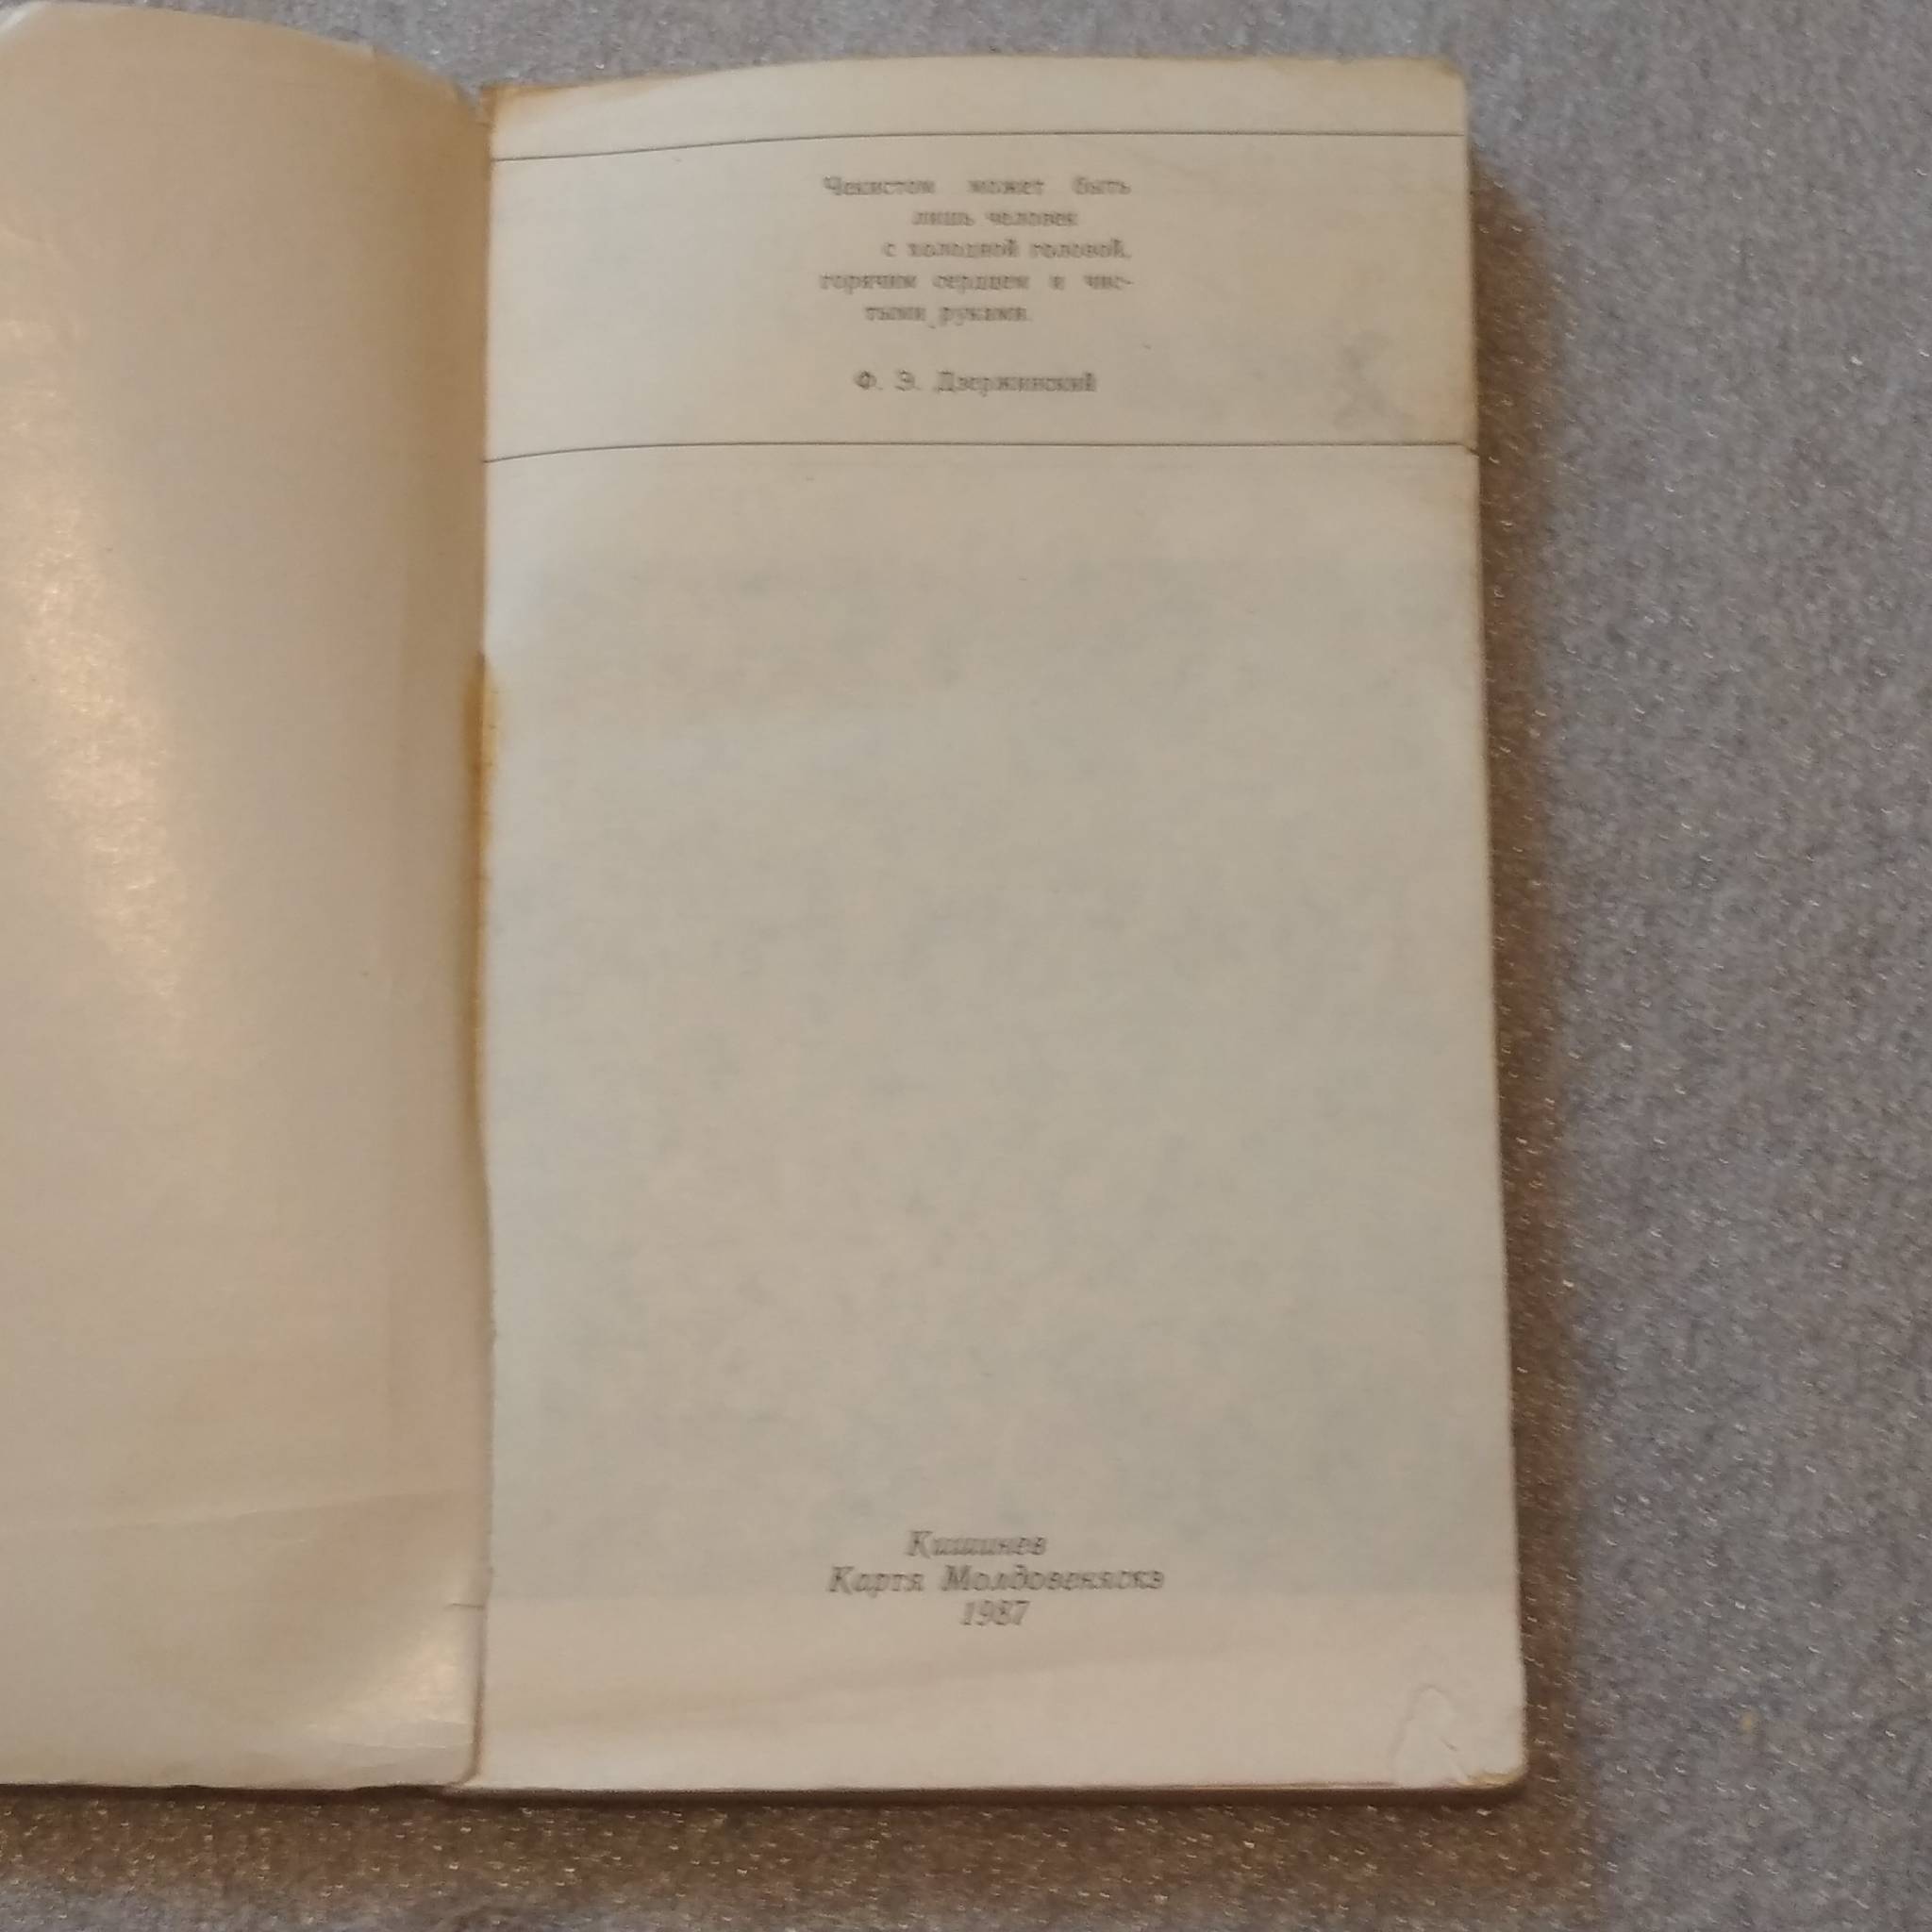 Чекистом может быть
лишь человек
с холодной головой,
горячим сердцем и чис-
тыми руками.
Ф. Э. Дзержинский
Кишинев
Картя Молдовеняскэ
1987